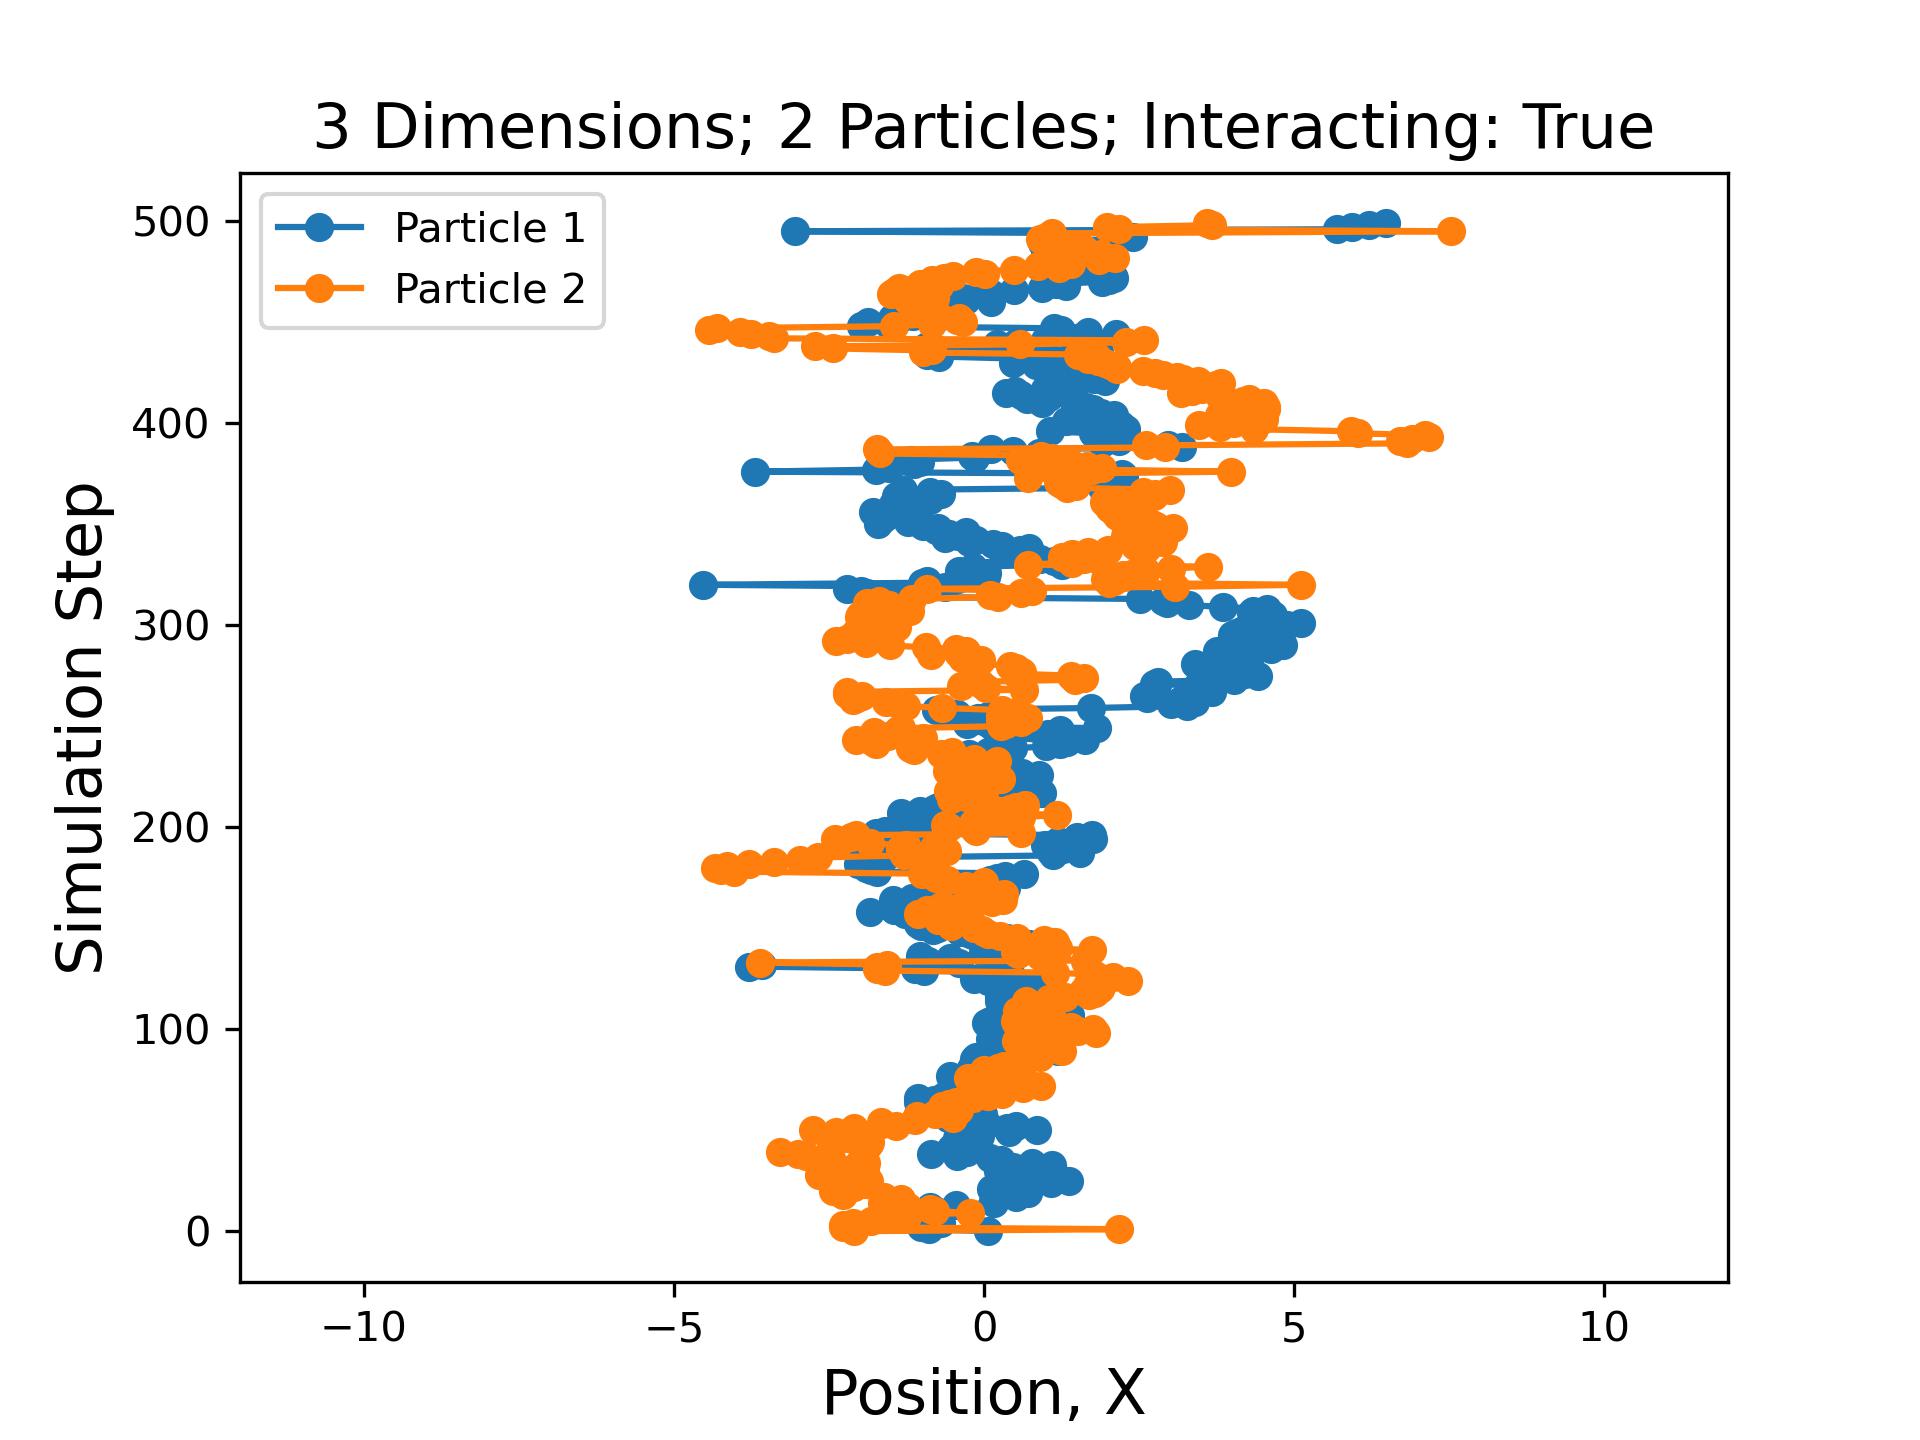 3 Dimensions; 2 Particles; Interacting: True
Particle 1
Particle 2
500
400
300
200
100
0
Simulation Step
−10
−5
0
5
10
Position, X